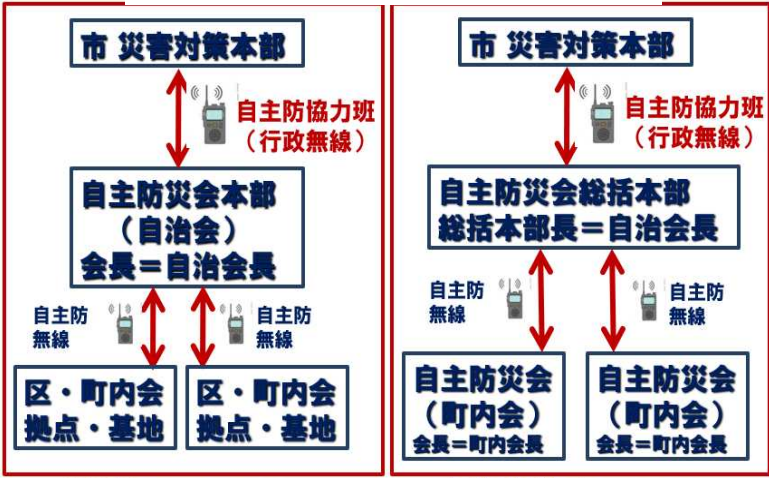 市 災害対策本部
自主防協力班
（行政無線）
自主防災会本部
（自治会）
会長＝自治会長
自主防
無線
自主防
無線
区・町内会
拠点・基地
区・町内会
拠点・基地
市 災害対策本部
自主防協力班
（行政無線）
自主防災会総括本部
総括本部長＝自治会長
自主防
無線
自主防
無線
自主防災会
（町内会）
会長＝町内会長
自主防災会
（町内会）
会長＝町内会長